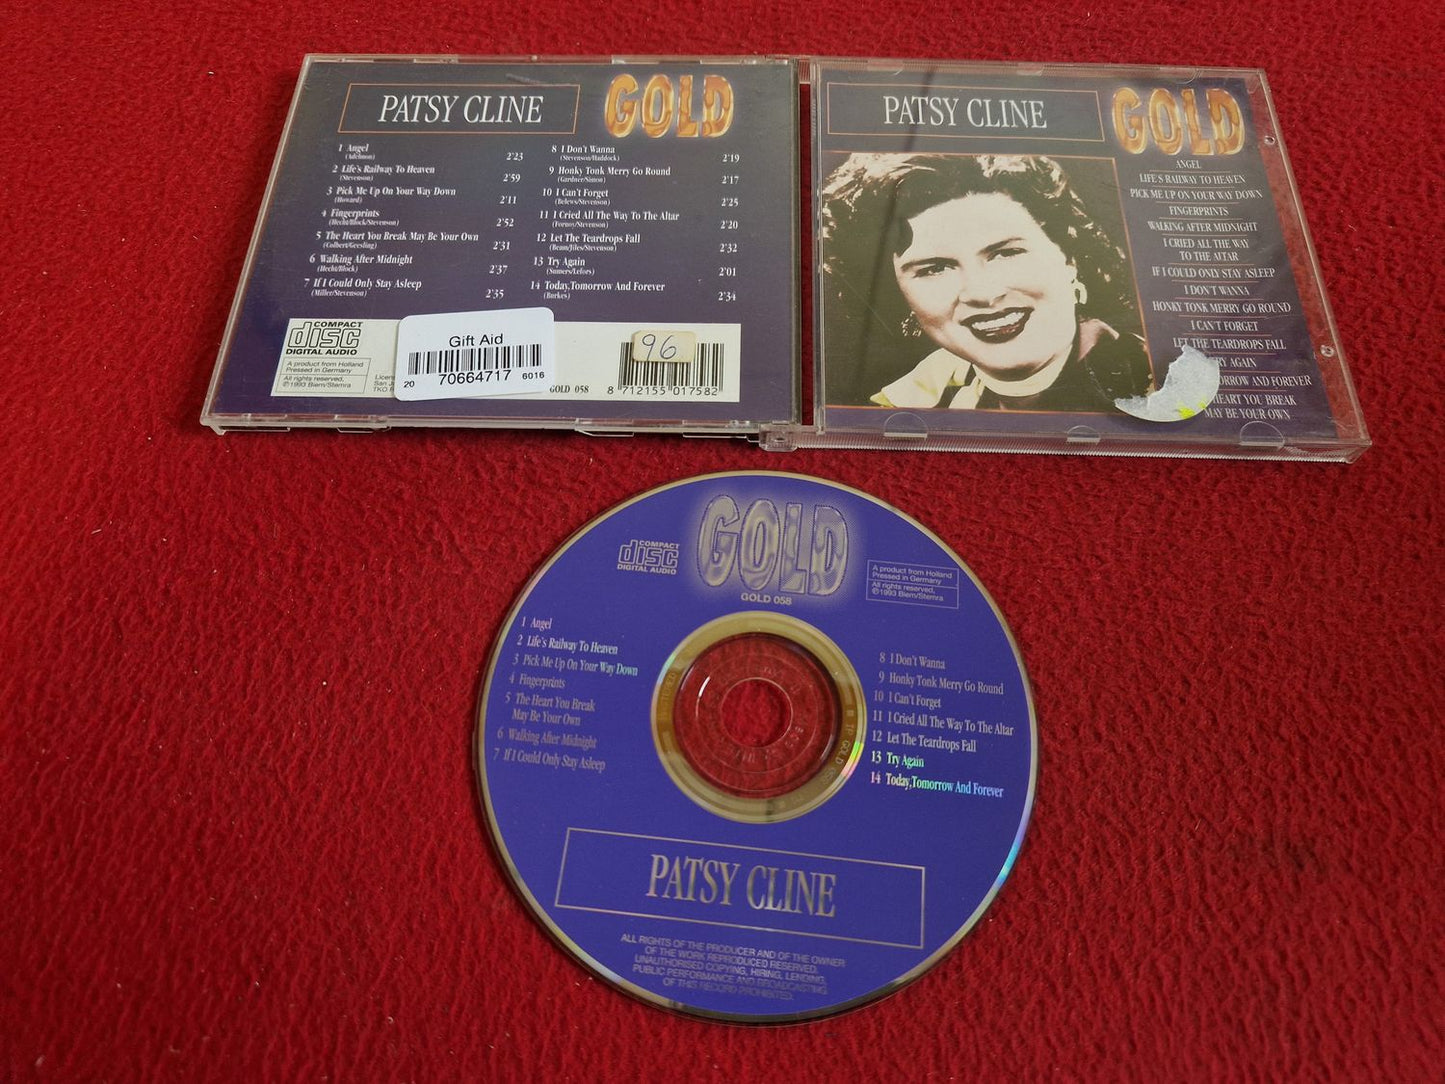 PATSY CLINE
GOLD
1 Angel
(Adelman)
2'23
2 Life's Railway To Heaven
(Stevenson)
2'59
3 Pick Me Up On Your Way Down
(Howard)
2'11
4 Fingerprints
(Hecht/Block/Stevenson)
2'52
5 The Heart You Break May Be Your Own
(Colbert/Geesling)
2'31
6 Walking After Midnight
(Hecht/Block)
2'37
7 If I Could Only Stay Asleep
(Miller/Stevenson)
2'35
8 I Don't Wanna
(Stevenson/Haddock)
2'19
9 Honky Tonk Merry Go Round
(Gardner/Simon)
2'17
10 I Can't Forget
(Belews/Stevenson)
2'25
11 I Cried All The Way To The Altar
(Fornoy/Stevenson)
2'20
12 Let The Teardrops Fall
(Beam/Jiles/Stevenson)
2'32
13 Try Again
(Sumers/Lefors)
2'01
14 Today,Tomorrow And Forever
(Burkes)
2'34
COMPACT
disc
DIGITAL AUDIO
A product from Holland
Pressed in Germany
All rights reserved,
℗1993 Biem/Stemra
San
TKO
Gift Aid
20 70664717 6016
GOLD 058
96
8 712155 017582
PATSY CLINE
GOLD
ANGEL
LIFE'S RAILWAY TO HEAVEN
PICK ME UP ON YOUR WAY DOWN
FINGERPRINTS
WALKING AFTER MIDNIGHT
I CRIED ALL THE WAY
TO THE ALTAR
IF I COULD ONLY STAY ASLEEP
I DON'T WANNA
HONKY TONK MERRY GO ROUND
I CAN'T FORGET
LET THE TEARDROPS FALL
TRY AGAIN
AND FOREVER
HEART YOU BREAK
MAY BE YOUR OWN
GOLD
COMPACT
disc
DIGITAL AUDIO
GOLD 058
A product from Holland
Pressed in Germany
All rights reserved,
℗1993 Biem/Stemra
1 Angel
2 Life's Railway To Heaven
3 Pick Me Up On Your Way Down
4 Fingerprints
5 The Heart You Break
May Be Your Own
6 Walking After Midnight
7 If I Could Only Stay Asleep
8 I Don't Wanna
9 Honky Tonk Merry Go Round
10 I Can't Forget
11 I Cried All The Way To The Altar
12 Let The Teardrops Fall
13 Try Again
14 Today,Tomorrow And Forever
PATSY CLINE
ALL RIGHTS OF THE PRODUCER AND OF THE OWNER
OF THE WORK REPRODUCED RESERVED.
UNAUTHORISED COPYING, HIRING, LENDING,
PUBLIC PERFORMANCE AND BROADCASTING
OF THIS RECORD PROHIBITED.